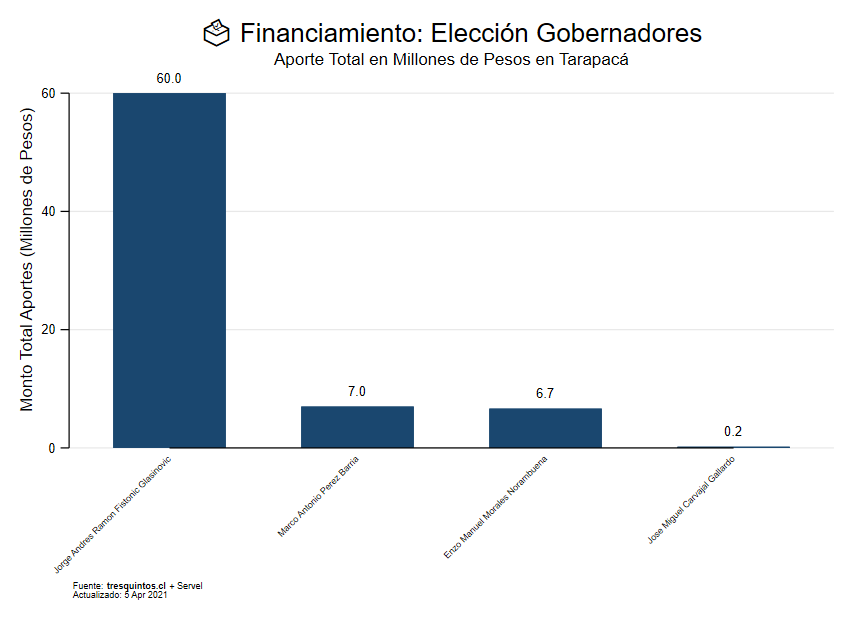 Financiamiento: Elección Gobernadores
Aporte Total en Millones de Pesos en Tarapacá
Monto Total Aportes (Millones de Pesos)
60
40
20
0
60.0
7.0
6.7
0.2
Jorge Andres Ramon Fistonic Glasinovic
Marco Antonio Perez Barria
Enzo Manuel Morales Norambuena
Jose Miguel Carvajal Gallardo
Fuente: tresquintos.cl + Servel
Actualizado: 5 Apr 2021